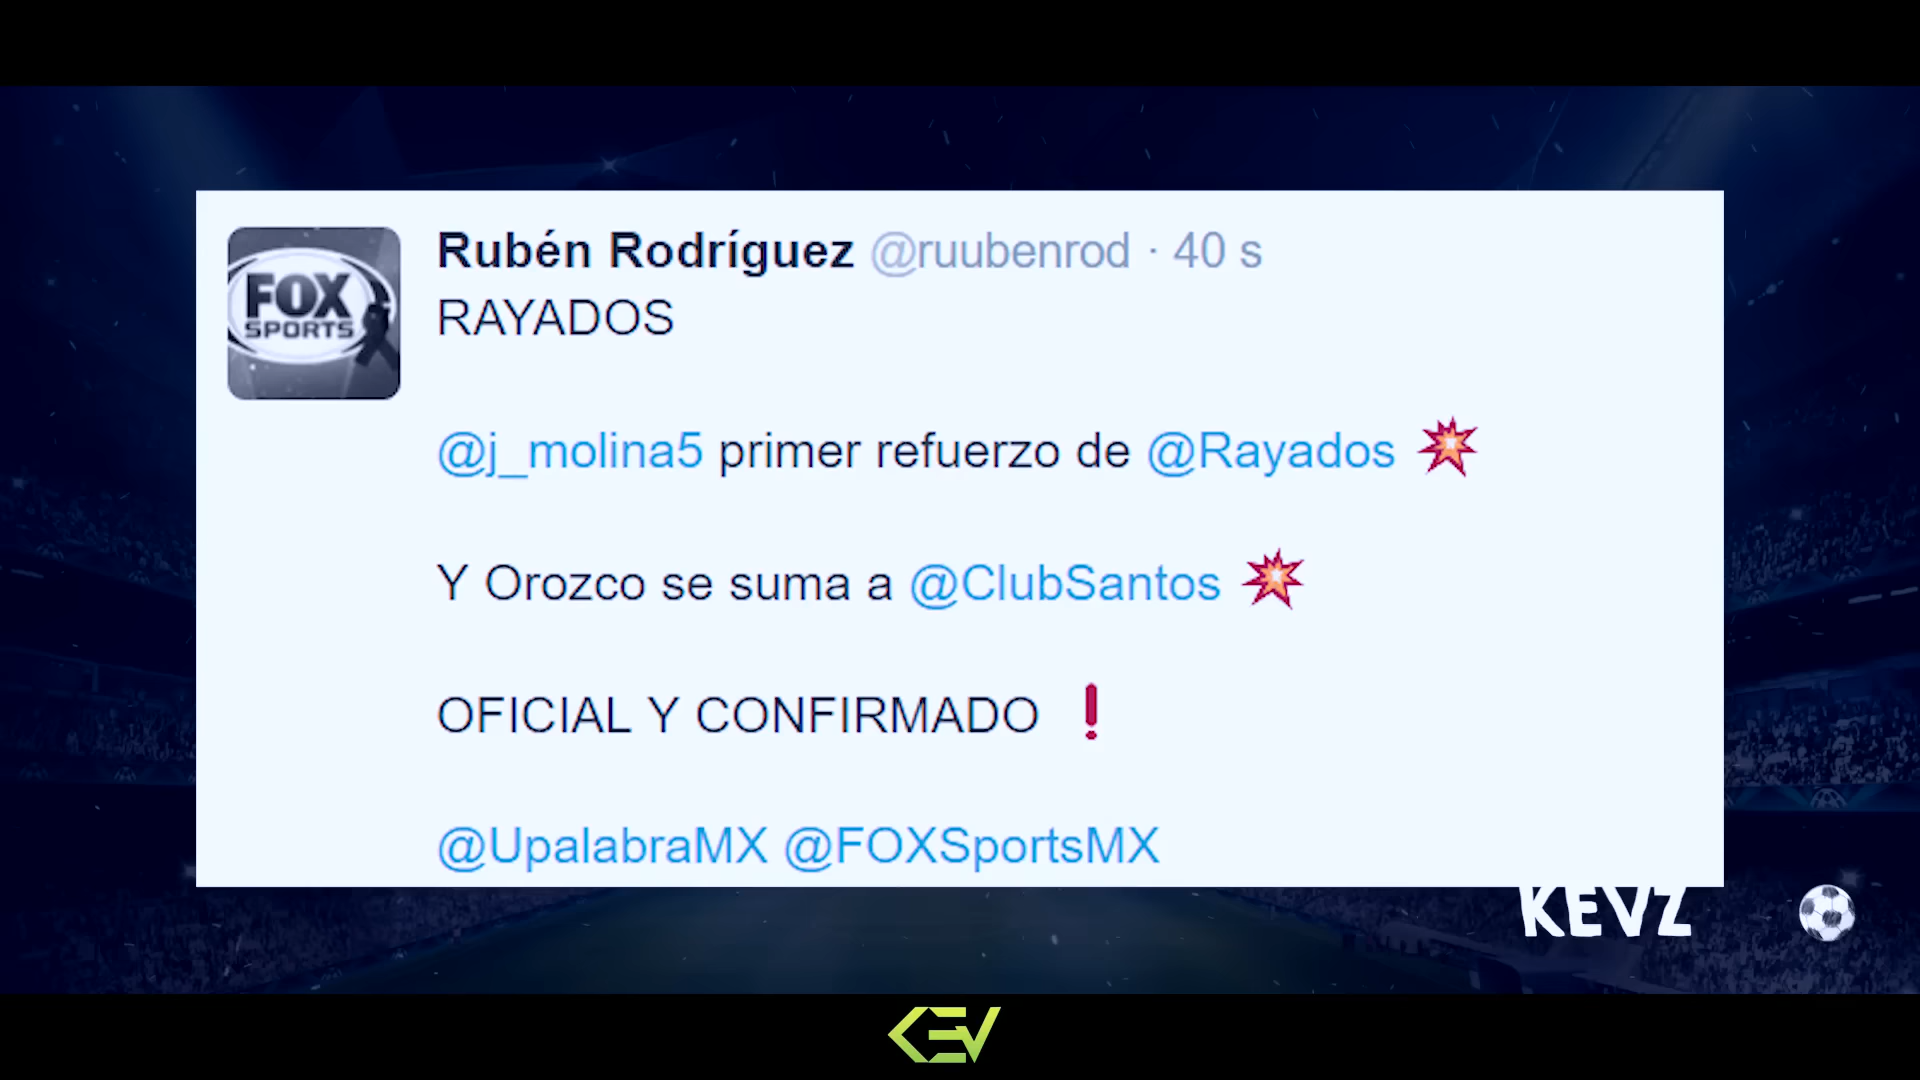 Rubén Rodríguez @ruubenrod · 40 s
FOX
SPORTS
RAYADOS
@j_molina5 primer refuerzo de @Rayados 💥
Y Orozco se suma a @ClubSantos 💥
OFICIAL Y CONFIRMADO ❗
@UpalabraMX @FOXSportsMX
KEVZ
KEV